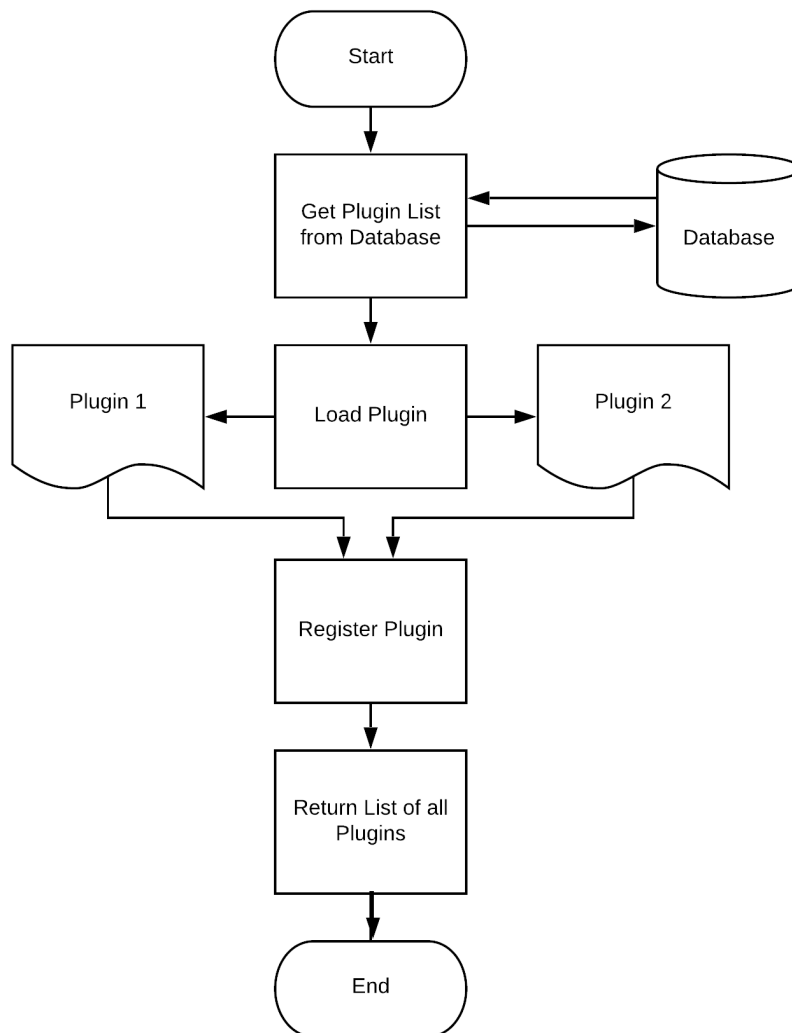 Start
Get Plugin List
from Database
Database
Plugin 1
Load Plugin
Plugin 2
Register Plugin
Return List of all
Plugins
End